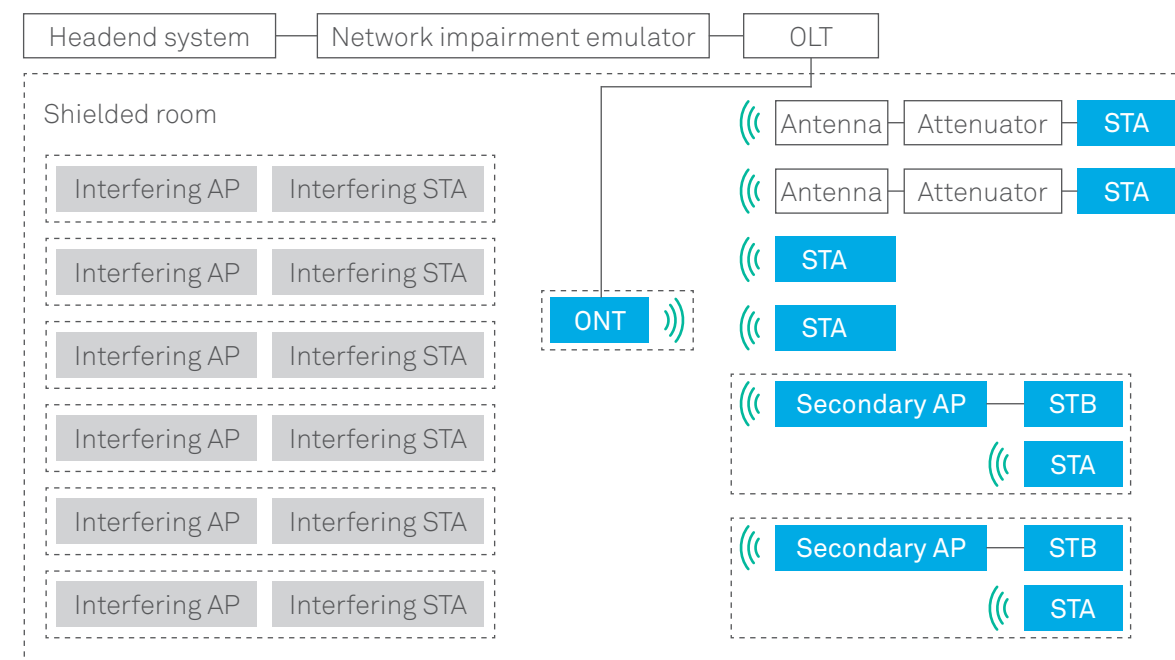 Headend system
Network impairment emulator
OLT
Shielded room
Interfering AP
Interfering STA
Interfering AP
Interfering STA
Interfering AP
Interfering STA
Interfering AP
Interfering STA
Interfering AP
Interfering STA
Interfering AP
Interfering STA
ONT
Antenna
Attenuator
STA
Antenna
Attenuator
STA
STA
STA
Secondary AP
STB
STA
Secondary AP
STB
STA